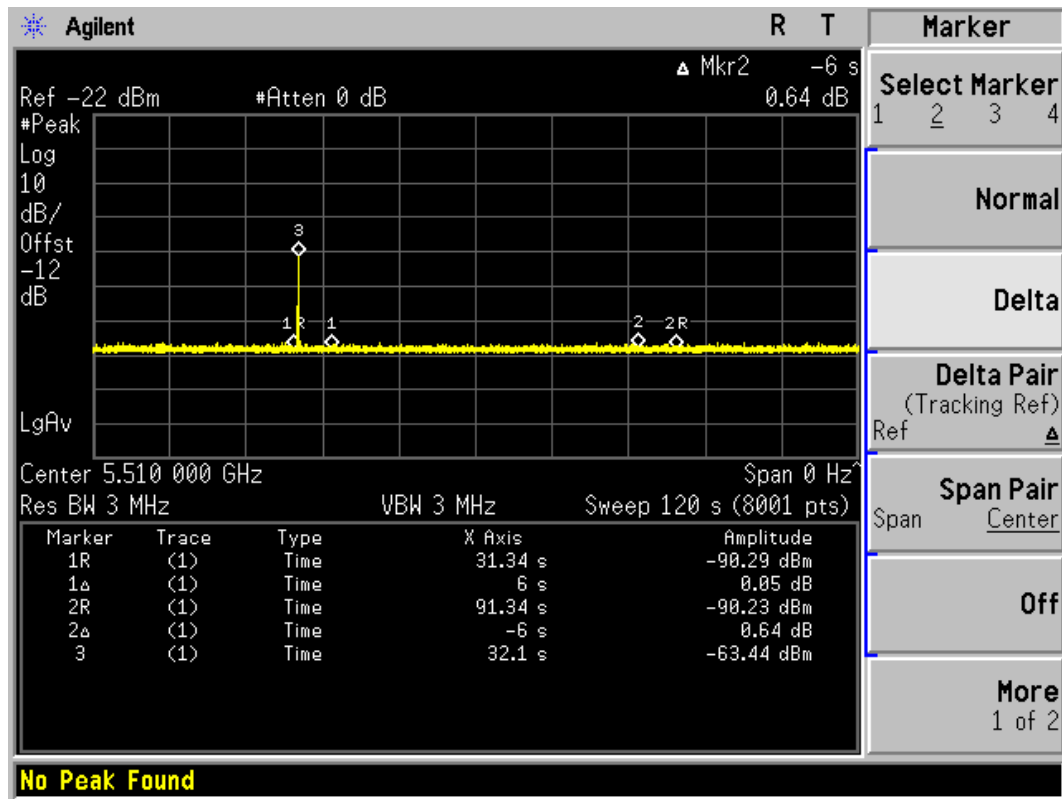 Agilent R T
Δ Mkr2 -6 s
Ref -22 dBm #Atten 0 dB 0.64 dB
#Peak
Log
10
dB/
Offst
-12
dB
3
1R 1 2 2R
LgAv
Center 5.510 000 GHz Span 0 Hz^
Res BW 3 MHz VBW 3 MHz Sweep 120 s (8001 pts)
Marker Trace Type X Axis Amplitude
1R (1) Time 31.34 s -90.29 dBm
1Δ (1) Time 6 s 0.05 dB
2R (1) Time 91.34 s -90.23 dBm
2Δ (1) Time -6 s 0.64 dB
3 (1) Time 32.1 s -63.44 dBm
No Peak Found
Marker
Select Marker
1 2 3 4
Normal
Delta
Delta Pair
(Tracking Ref)
Ref Δ
Span Pair
Span Center
Off
More
1 of 2